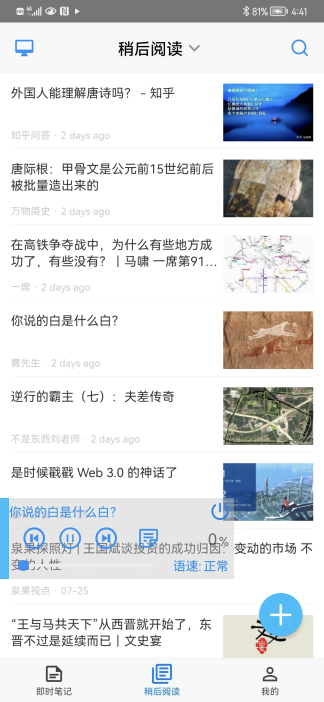 81% 4:41
稍后阅读
外国人能理解唐诗吗？ - 知乎
知乎问答 · 2 days ago
唐际根：甲骨文是公元前15世纪前后
被批量造出来的
万物简史 · 2 days ago
在高铁争夺战中，为什么有些地方成
功了，有些没有？丨马啸 一席第91...
一席 · 2 days ago
你说的白是什么白？
赛先生 · 2 days ago
逆行的霸主（七）：夫差传奇
不是东西刘老师 · 2 days ago
是时候戳戳 Web 3.0 的神话了
你说的白是什么白？
0%
泉果探照灯 | 王国斌谈投资的成功归因：变动的市场 不
变的人性
语速: 正常
泉果视点 · 07-25
“王与马共天下”从西晋就开始了，东
晋不过是延续而已丨文史宴
即时笔记
稍后阅读
我的